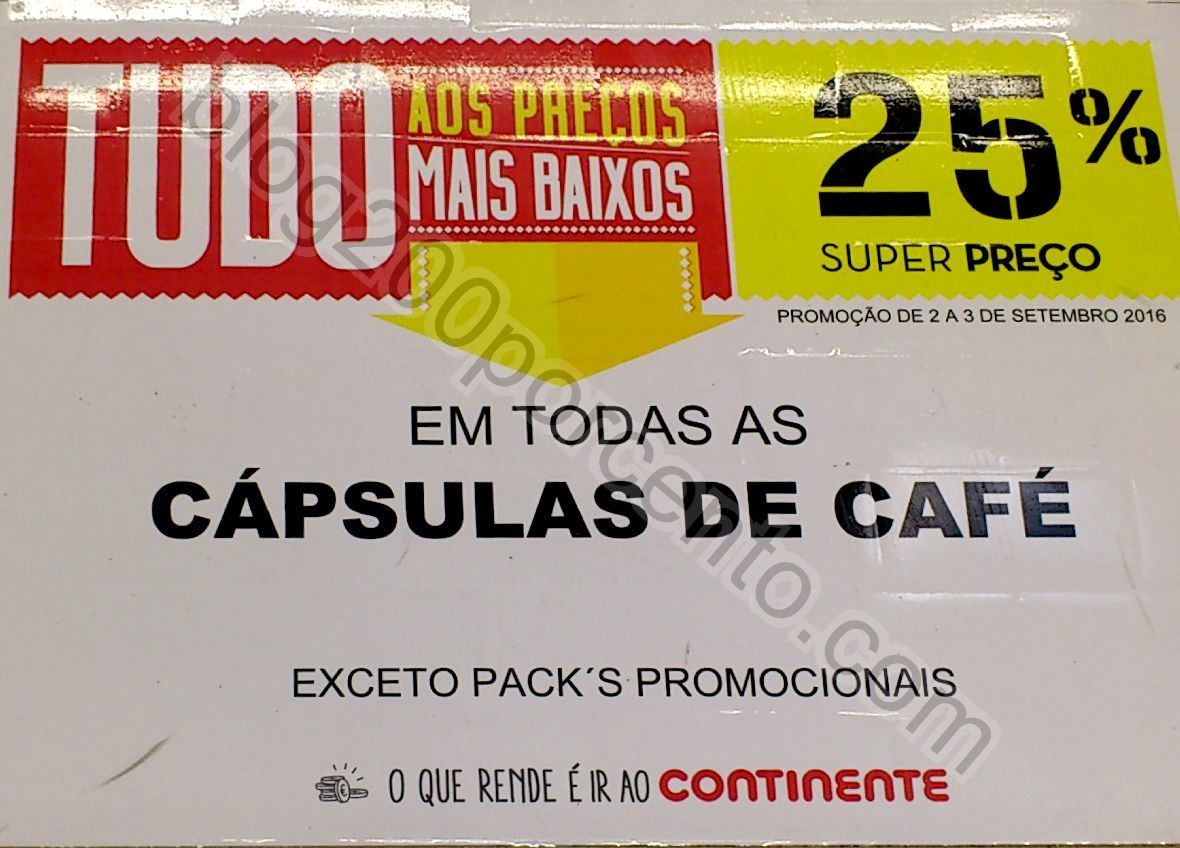 TUDO
AOS PREÇOS
MAIS BAIXOS
25%
SUPER PREÇO
PROMOÇÃO DE 2 A 3 DE SETEMBRO 2016
EM TODAS AS
CÁPSULAS DE CAFÉ
EXCETO PACK´S PROMOCIONAIS
O QUE RENDE É IR AO CONTINENTE
blog200porcento.com